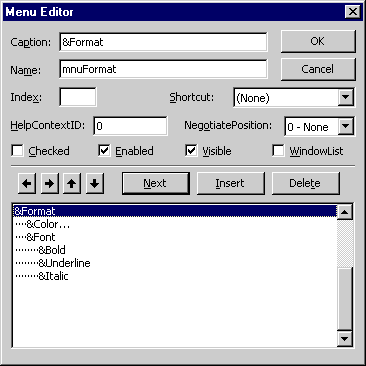 Menu Editor
Caption: &Format OK
Name: mnuFormat Cancel
Index: Shortcut: (None)
HelpContextID: 0 NegotiatePosition: 0 - None
Checked Enabled Visible WindowList
Next Insert Delete
&Format
····&Color...
····&Font
········&Bold
········&Underline
········&Italic